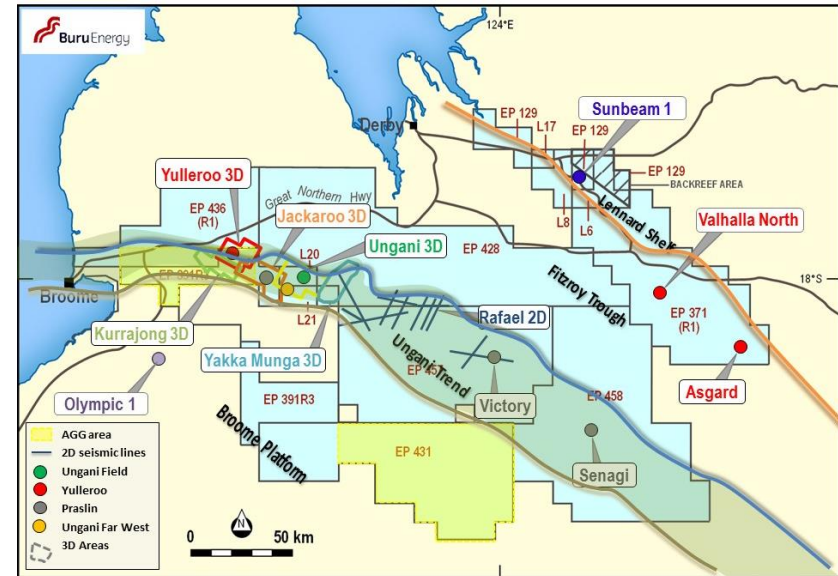 Buru Energy
124°E
Derby
EP 129
L17
EP 129
Sunbeam 1
EP 129
BACKREEF AREA
Yulleroo 3D
EP 436
(R1)
Great Northern Hwy
Jackaroo 3D
L8
L6
Lennard Shelf
Valhalla North
L20
Ungani 3D
EP 428
Fitzroy Trough
18°S
Broome
EP 391R3
L21
Rafael 2D
EP 371
(R1)
Kurrajong 3D
Yakka Munga 3D
Ungani Trend
Asgard
Olympic 1
EP 391R3
Victory
EP 458
Broome Platform
EP 431
Senagi
AGG area
2D seismic lines
Ungani Field
Yulleroo
Praslin
Ungani Far West
3D Areas
N
0 50 km